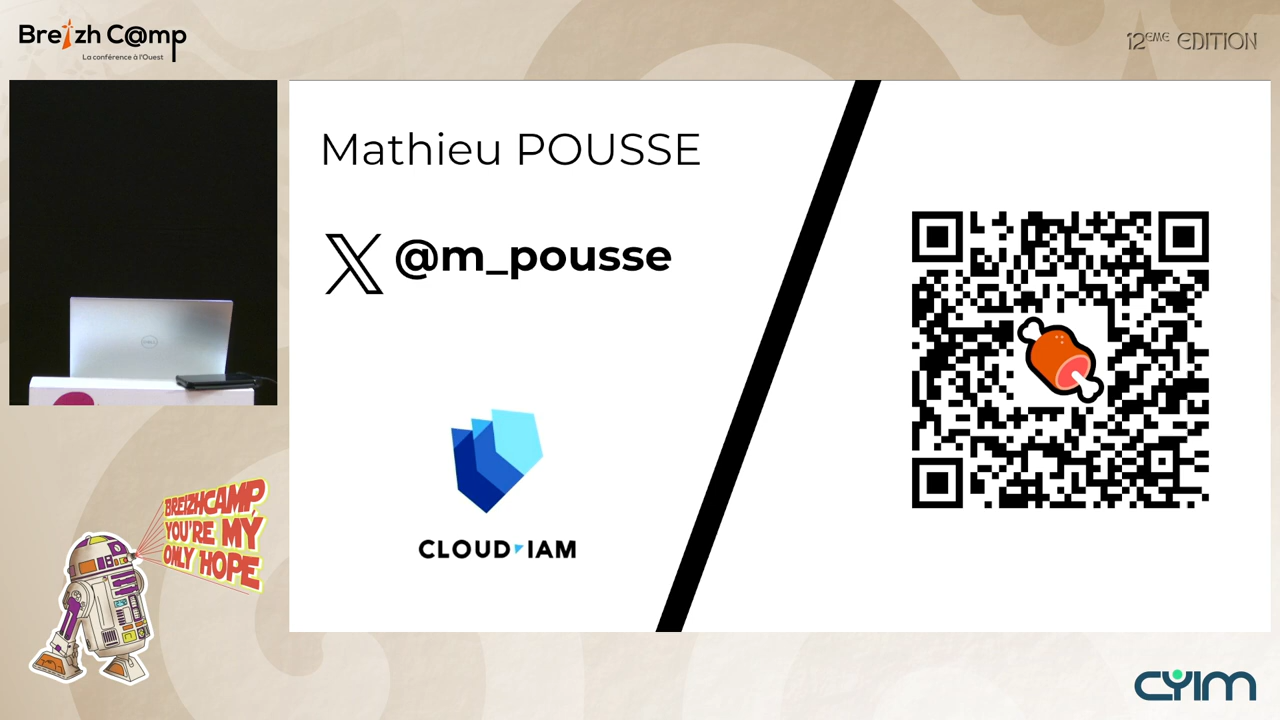 Breizh C@mp
La conférence à l'Ouest
12ÈME EDITION
Mathieu POUSSE
X @m_pousse
CLOUD IAM
DELL
BREIZHCAMP
YOU'RE MY
ONLY HOPE
CYIM